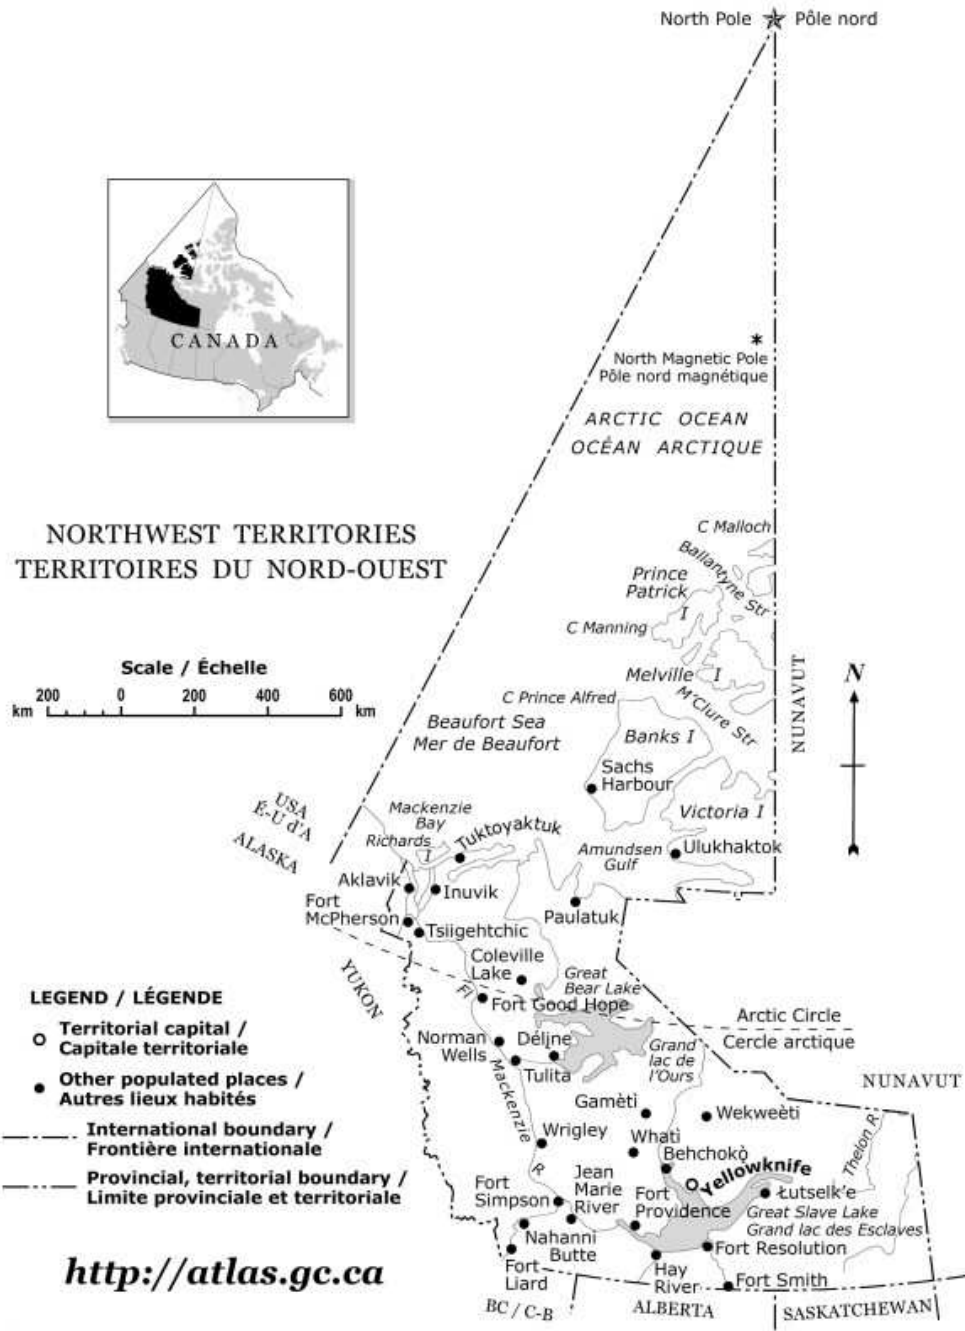 North Pole Pôle nord
CANADA
North Magnetic Pole
Pôle nord magnétique
ARCTIC OCEAN
OCÉAN ARCTIQUE
NORTHWEST TERRITORIES
TERRITOIRES DU NORD-OUEST
C Malloch
Ballantyne Str
Prince
Patrick
I
C Manning
Melville I
M'Clure Str
C Prince Alfred
NUNAVUT
N
Scale / Échelle
200 0 200 400 600
km km
Beaufort Sea
Mer de Beaufort
Banks I
Sachs
Harbour
Victoria I
USA
É-U d'A
ALASKA
Mackenzie
Bay
Richards
I
Tuktoyaktuk
Amundsen
Gulf
Ulukhaktok
Aklavik
Inuvik
Fort
McPherson
Tsiigehtchic
Paulatuk
YUKON
Coleville
Lake
Great
Bear Lake
Fl
Fort Good Hope
Arctic Circle
Cercle arctique
Norman
Wells
Déline
Tulita
Grand
lac de
l'Ours
NUNAVUT
Mackenzie
R
Gamètì
Wekweètì
Wrigley
Whatì
Behchokò
Yellowknife
Thelon R
Fort
Simpson
Jean
Marie
River
Fort
Providence
Łutselk'e
Great Slave Lake
Grand lac des Esclaves
Nahanni
Butte
Fort
Liard
Hay
River
Fort Resolution
Fort Smith
BC / C-B
ALBERTA
SASKATCHEWAN
LEGEND / LÉGENDE
Territorial capital /
Capitale territoriale
Other populated places /
Autres lieux habités
International boundary /
Frontière internationale
Provincial, territorial boundary /
Limite provinciale et territoriale
http://atlas.gc.ca